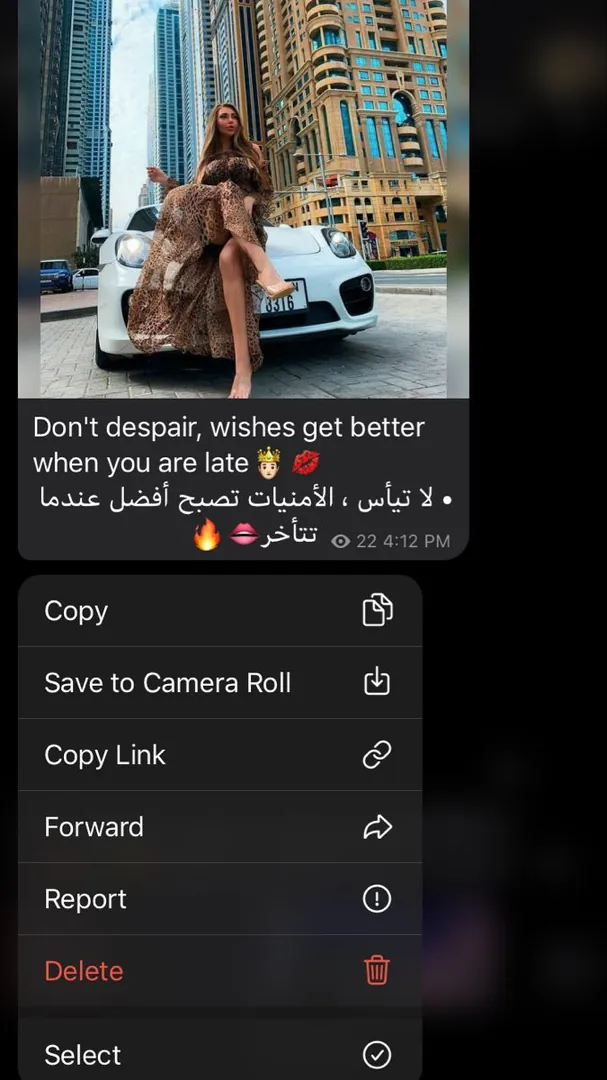 3316
Don't despair, wishes get better
when you are late 🤴🏻 💋
• لا تيأس ، الأمنيات تصبح أفضل عندما
تتأخر 👄 🔥
22 4:12 PM
Copy
Save to Camera Roll
Copy Link
Forward
Report
Delete
Select